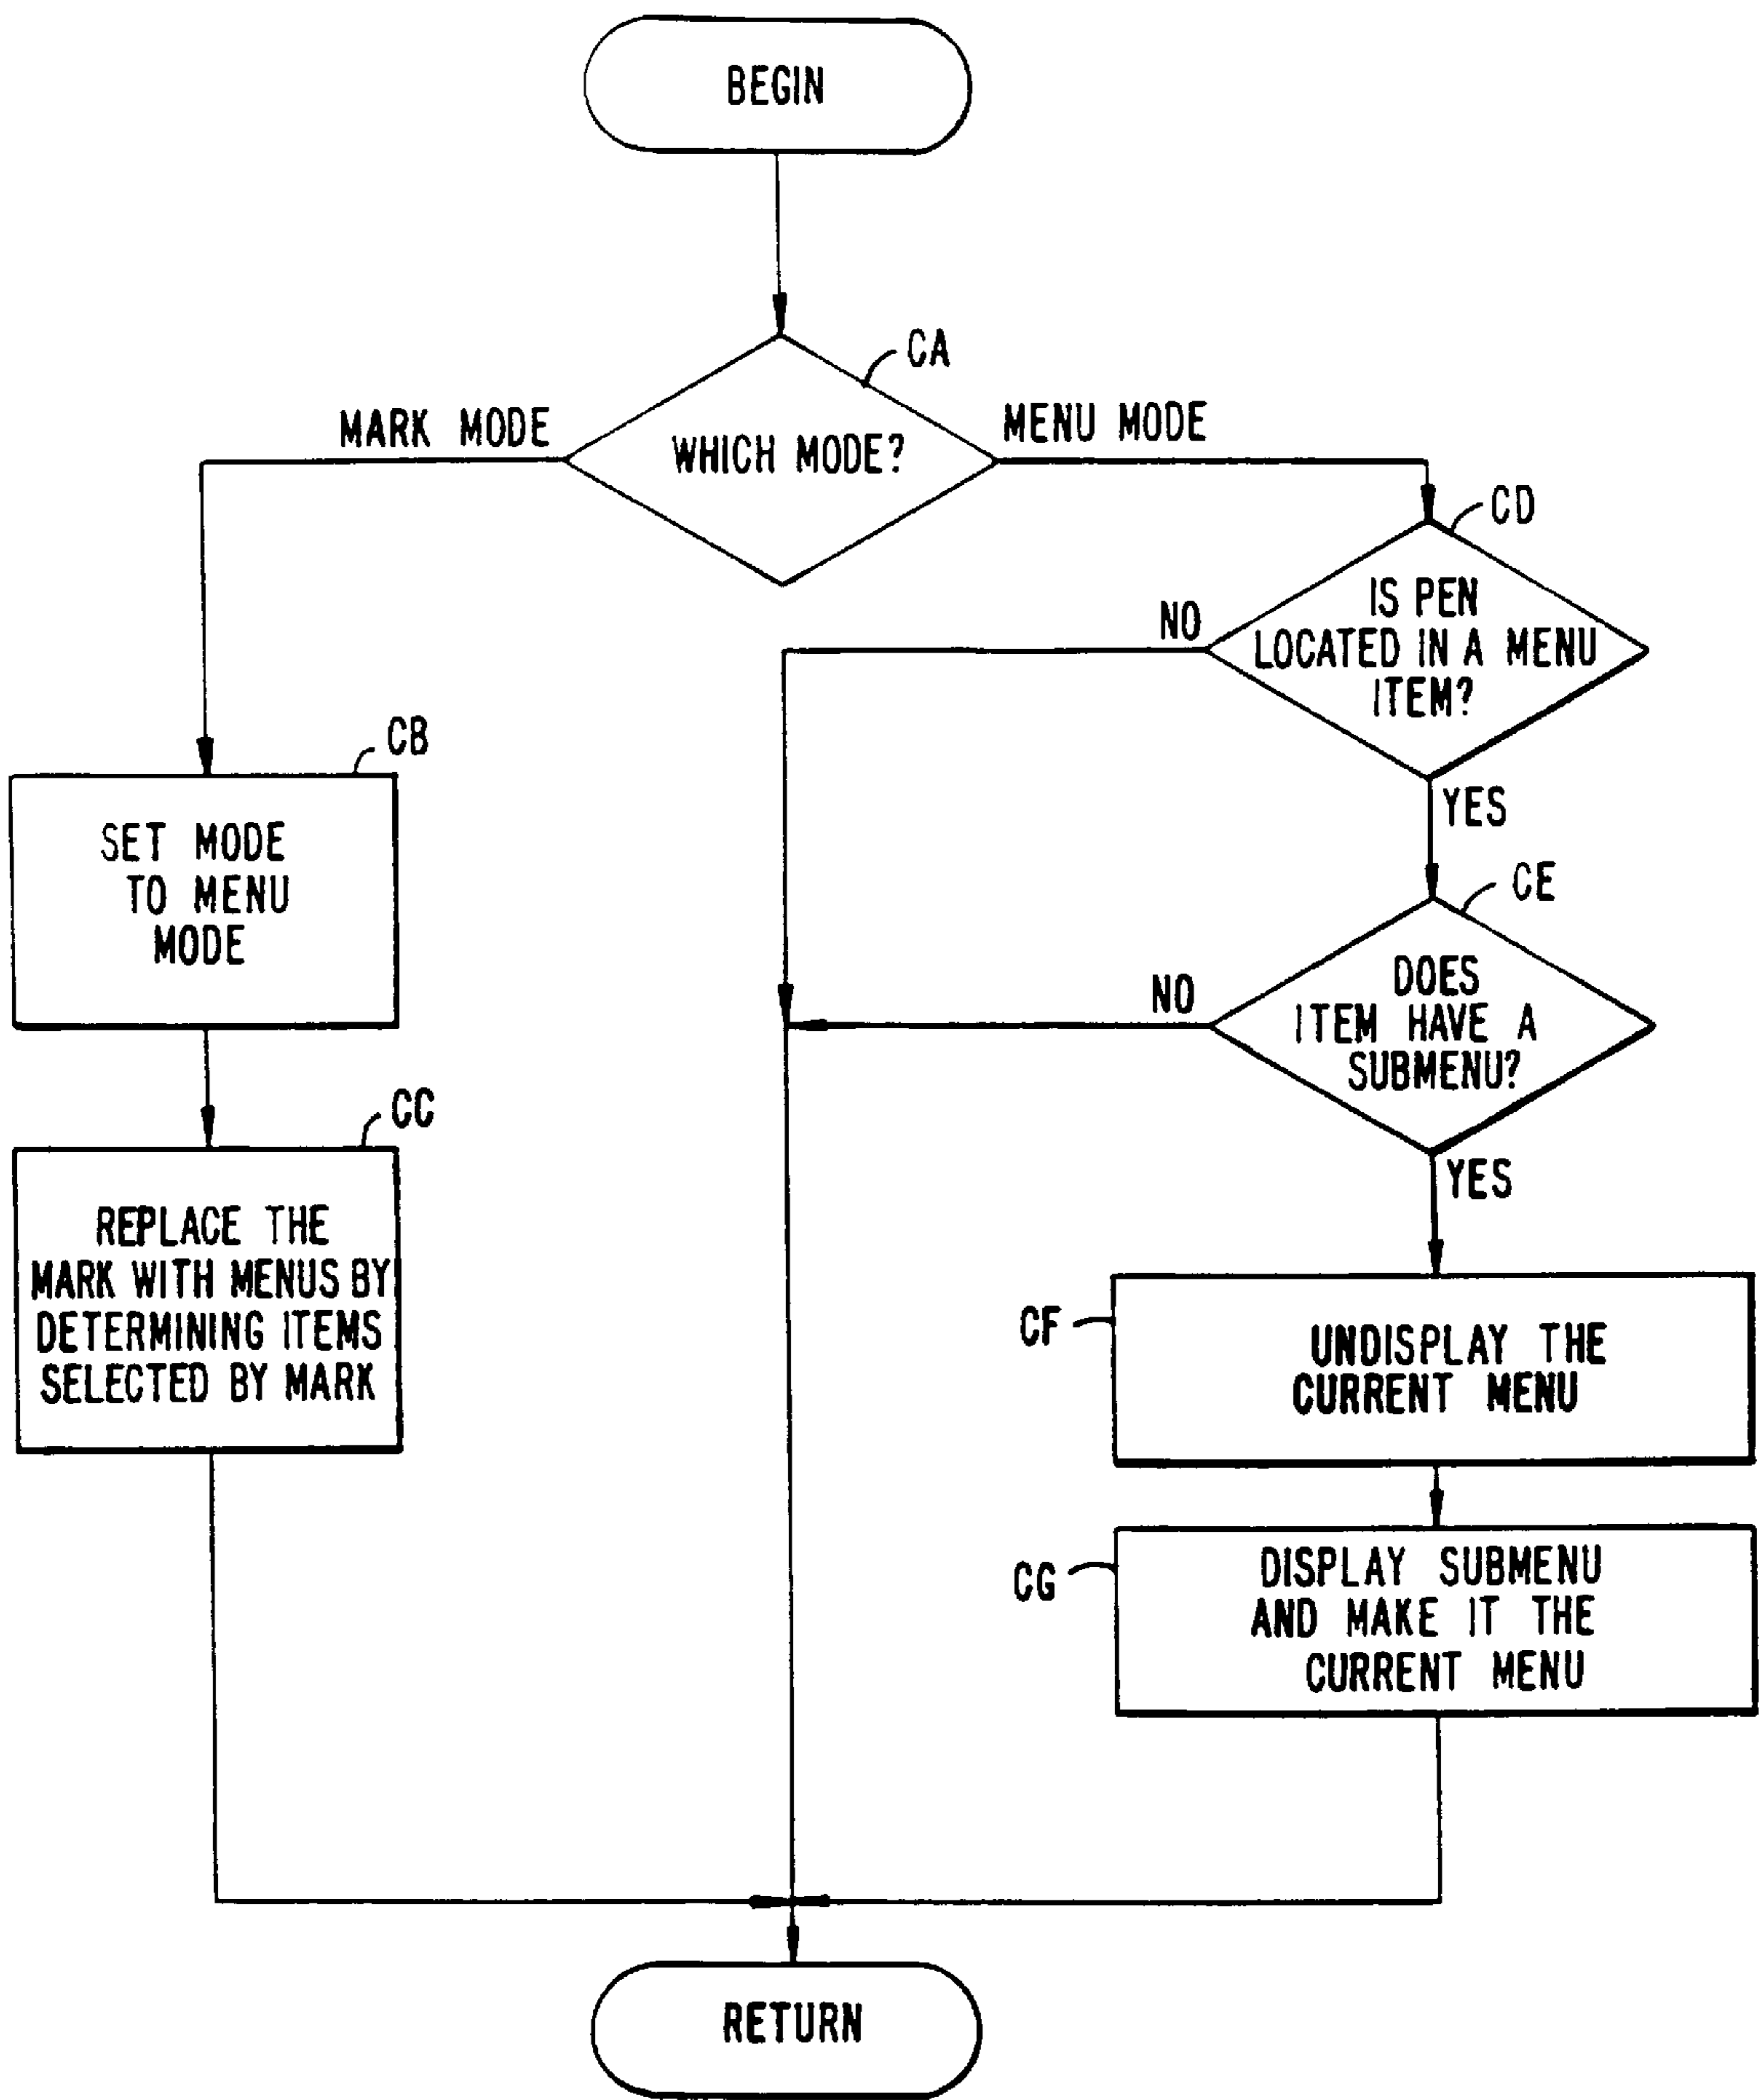 BEGIN
CA
MARK MODE
WHICH MODE?
MENU MODE
CD
NO
IS PEN
LOCATED IN A MENU
ITEM?
YES
CB
SET MODE
TO MENU
MODE
CE
NO
DOES
ITEM HAVE A
SUBMENU?
YES
CC
REPLACE THE
MARK WITH MENUS BY
DETERMINING ITEMS
SELECTED BY MARK
CF
UNDISPLAY THE
CURRENT MENU
CG
DISPLAY SUBMENU
AND MAKE IT THE
CURRENT MENU
RETURN